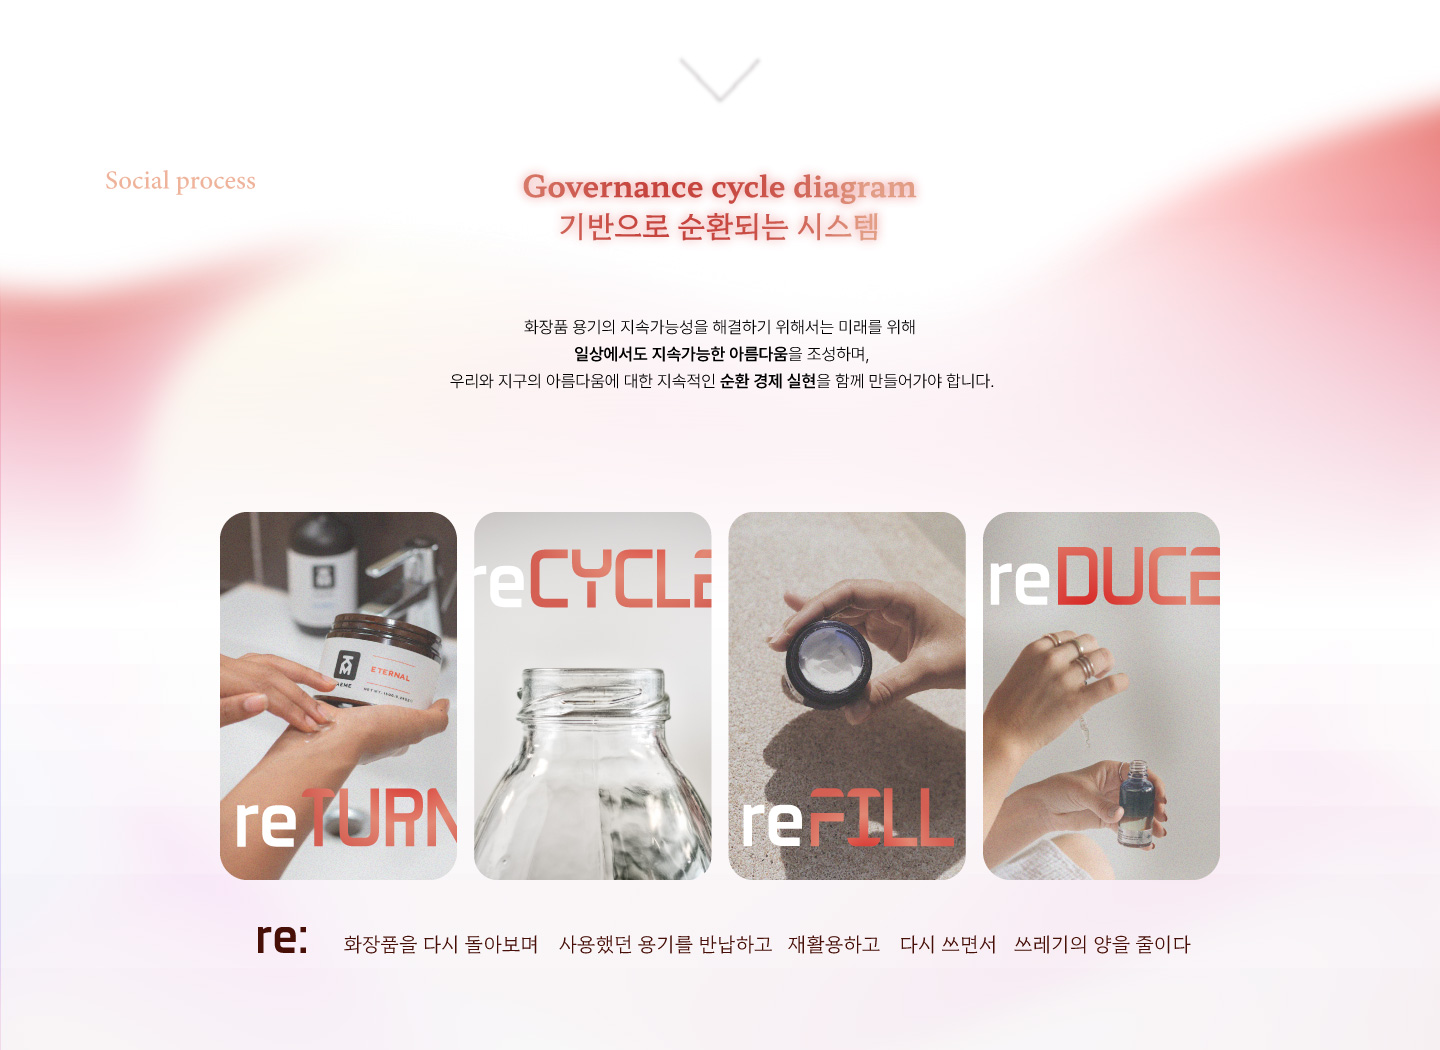 Social process
Governance cycle diagram
기반으로 순환되는 시스템
화장품 용기의 지속가능성을 해결하기 위해서는 미래를 위해
일상에서도 지속가능한 아름다움을 조성하며,
우리와 지구의 아름다움에 대한 지속적인 순환 경제 실현을 함께 만들어가야 합니다.
ETERNAL
reTURN
reCYCLE
reFILL
reDUCE
re: 화장품을 다시 돌아보며 사용했던 용기를 반납하고 재활용하고 다시 쓰면서 쓰레기의 양을 줄이다